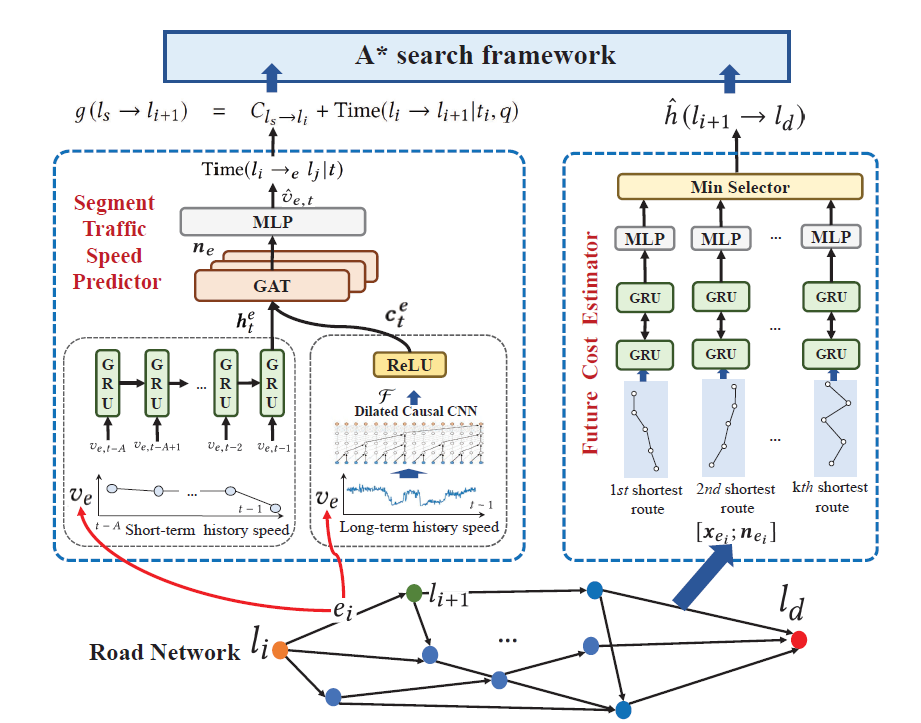 A* search framework
g(l_s → l_{i+1}) = C_{l_s→l_i} + Time(l_i → l_{i+1}|t_i, q)
ĥ(l_{i+1} → l_d)
Time(l_i →_e l_j|t)
v̂_{e,t}
Segment
Traffic
Speed
Predictor
MLP
n_e
GAT
h_t^e
c_t^e
GRU
GRU
...
GRU
GRU
v_{e,t−A}
v_{e,t−A+1}
v_{e,t−2}
v_{e,t−1}
v_e
...
t − 1
t − A
Short-term history speed
ReLU
ℱ
Dilated Causal CNN
v_e
t − 1
Long-term history speed
Future Cost Estimator
Min Selector
MLP
MLP
...
MLP
GRU
GRU
GRU
...
GRU
GRU
GRU
...
1st shortest
route
2nd shortest
route
kth shortest
route
[x_{e_i}; n_{e_i}]
Road Network
l_i
e_i
l_{i+1}
...
l_d